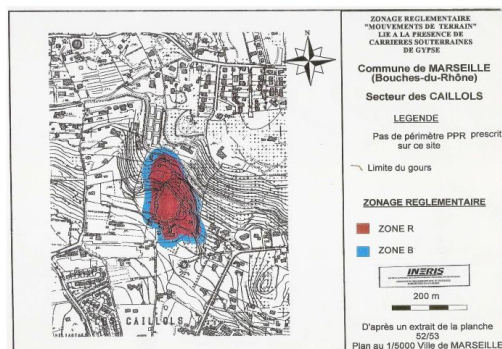 ZONAGE REGLEMENTAIRE
"MOUVEMENTS DE TERRAIN"
LIE A LA PRESENCE DE
CARRIERES SOUTERRAINES
DE GYPSE
Commune de MARSEILLE
(Bouches-du-Rhône)
Secteur des CAILLOLS
LEGENDE
Pas de périmètre PPR prescrit
sur ce site
Limite du gours
ZONAGE REGLEMENTAIRE
ZONE R
ZONE B
INERIS
200 m
D'après un extrait de la planche
52/53
Plan au 1/5000 Ville de MARSEILLE
N
CAILLOLS